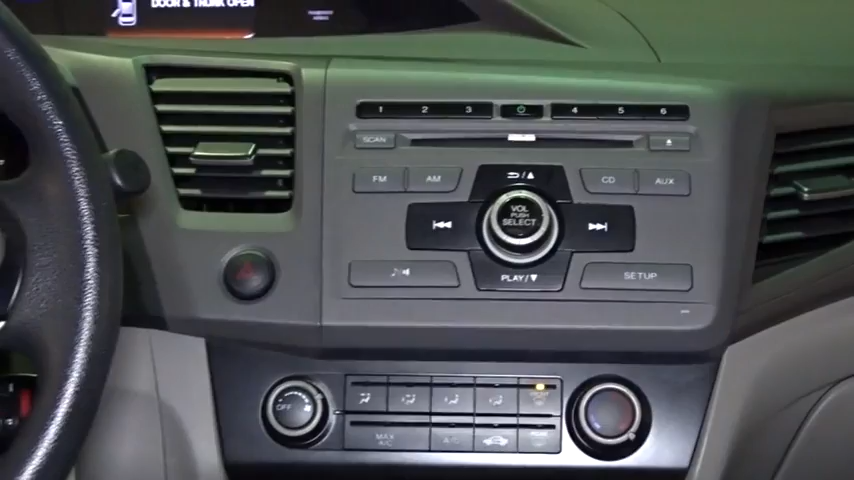 DOOR & TRUNK OPEN
1 2 3 4 5 6
SCAN
FM AM CD AUX
VOL
PUSH
SELECT
PLAY/
SETUP
OFF
MAX
A/C
A/C